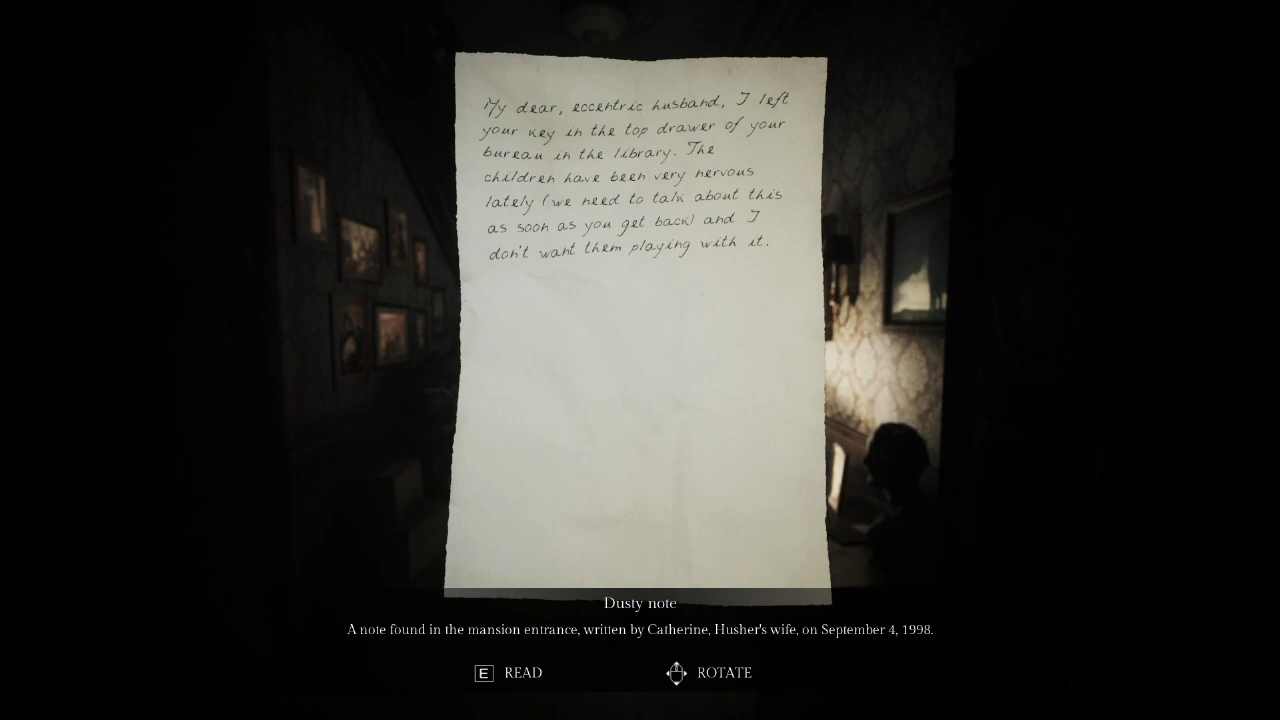 My dear, eccentric husband, I left
your key in the top drawer of your
bureau in the library. The
children have been very nervous
lately (we need to talk about this
as soon as you get back) and I
don't want them playing with it.
Dusty note
A note found in the mansion entrance, written by Catherine, Husher's wife, on September 4, 1998.
E READ ROTATE